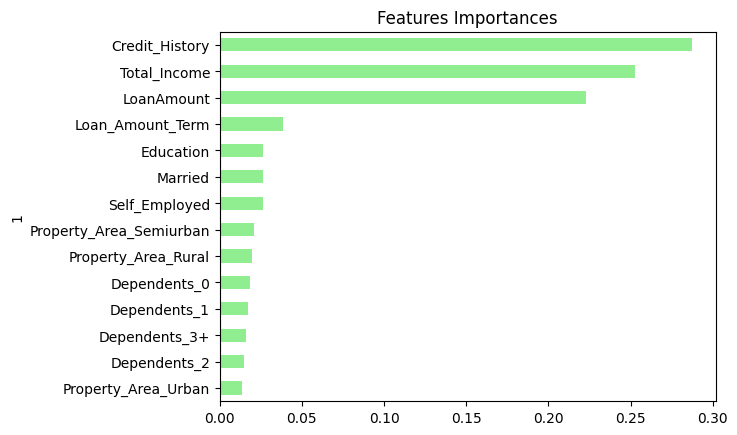 Features Importances
Credit_History
Total_Income
LoanAmount
Loan_Amount_Term
Education
Married
Self_Employed
Property_Area_Semiurban
Property_Area_Rural
Dependents_0
Dependents_1
Dependents_3+
Dependents_2
Property_Area_Urban
1
0.00 0.05 0.10 0.15 0.20 0.25 0.30